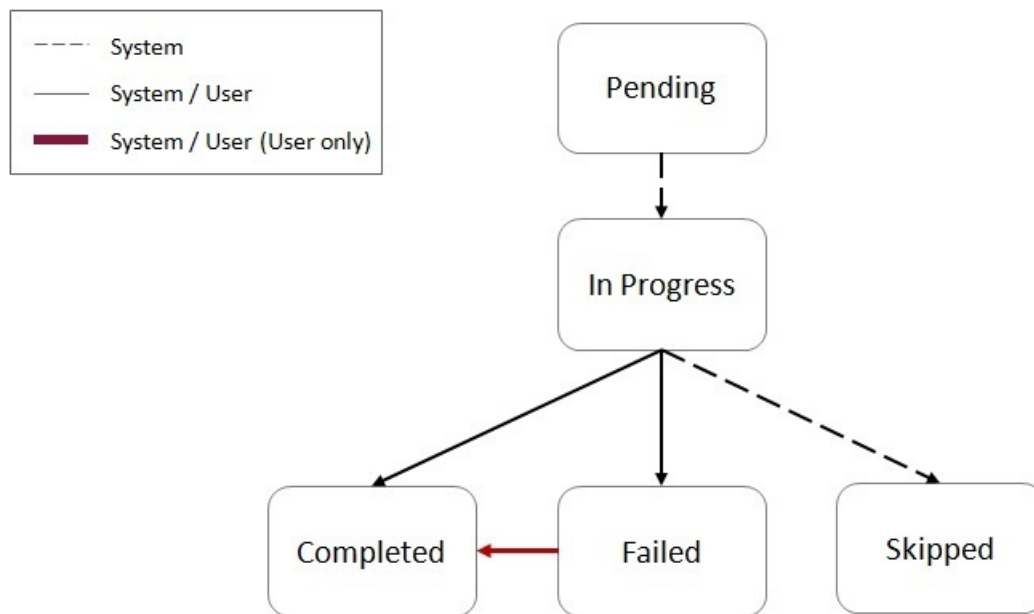 System
System / User
System / User (User only)
Pending
In Progress
Completed
Failed
Skipped